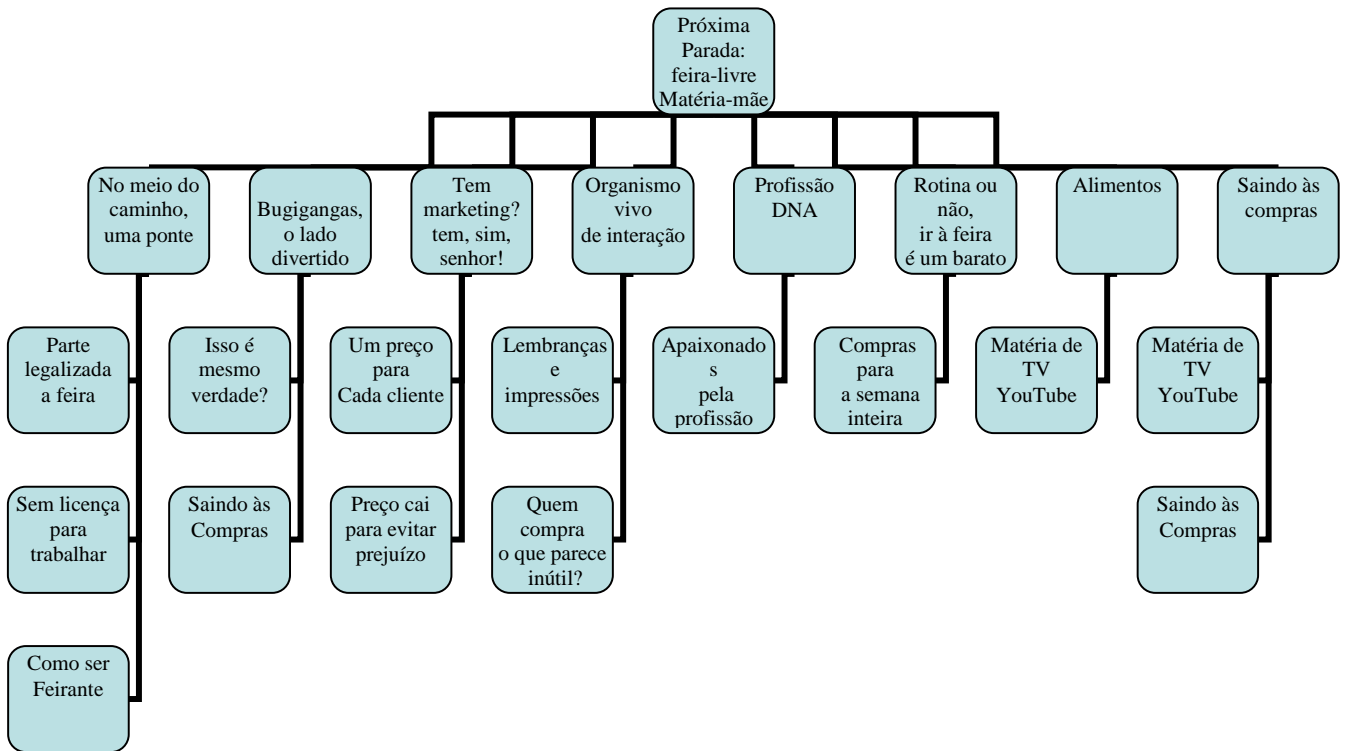 Próxima
Parada:
feira-livre
Matéria-mãe
No meio do
caminho,
uma ponte
Bugigangas,
o lado
divertido
Tem
marketing?
tem, sim,
senhor!
Organismo
vivo
de interação
Profissão
DNA
Rotina ou
não,
ir à feira
é um barato
Alimentos
Saindo às
compras
Parte
legalizada
a feira
Isso é
mesmo
verdade?
Um preço
para
Cada cliente
Lembranças
e
impressões
Apaixonado
s
pela
profissão
Compras
para
a semana
inteira
Matéria de
TV
YouTube
Matéria de
TV
YouTube
Sem licença
para
trabalhar
Saindo às
Compras
Preço cai
para evitar
prejuízo
Quem
compra
o que parece
inútil?
Saindo às
Compras
Como ser
Feirante